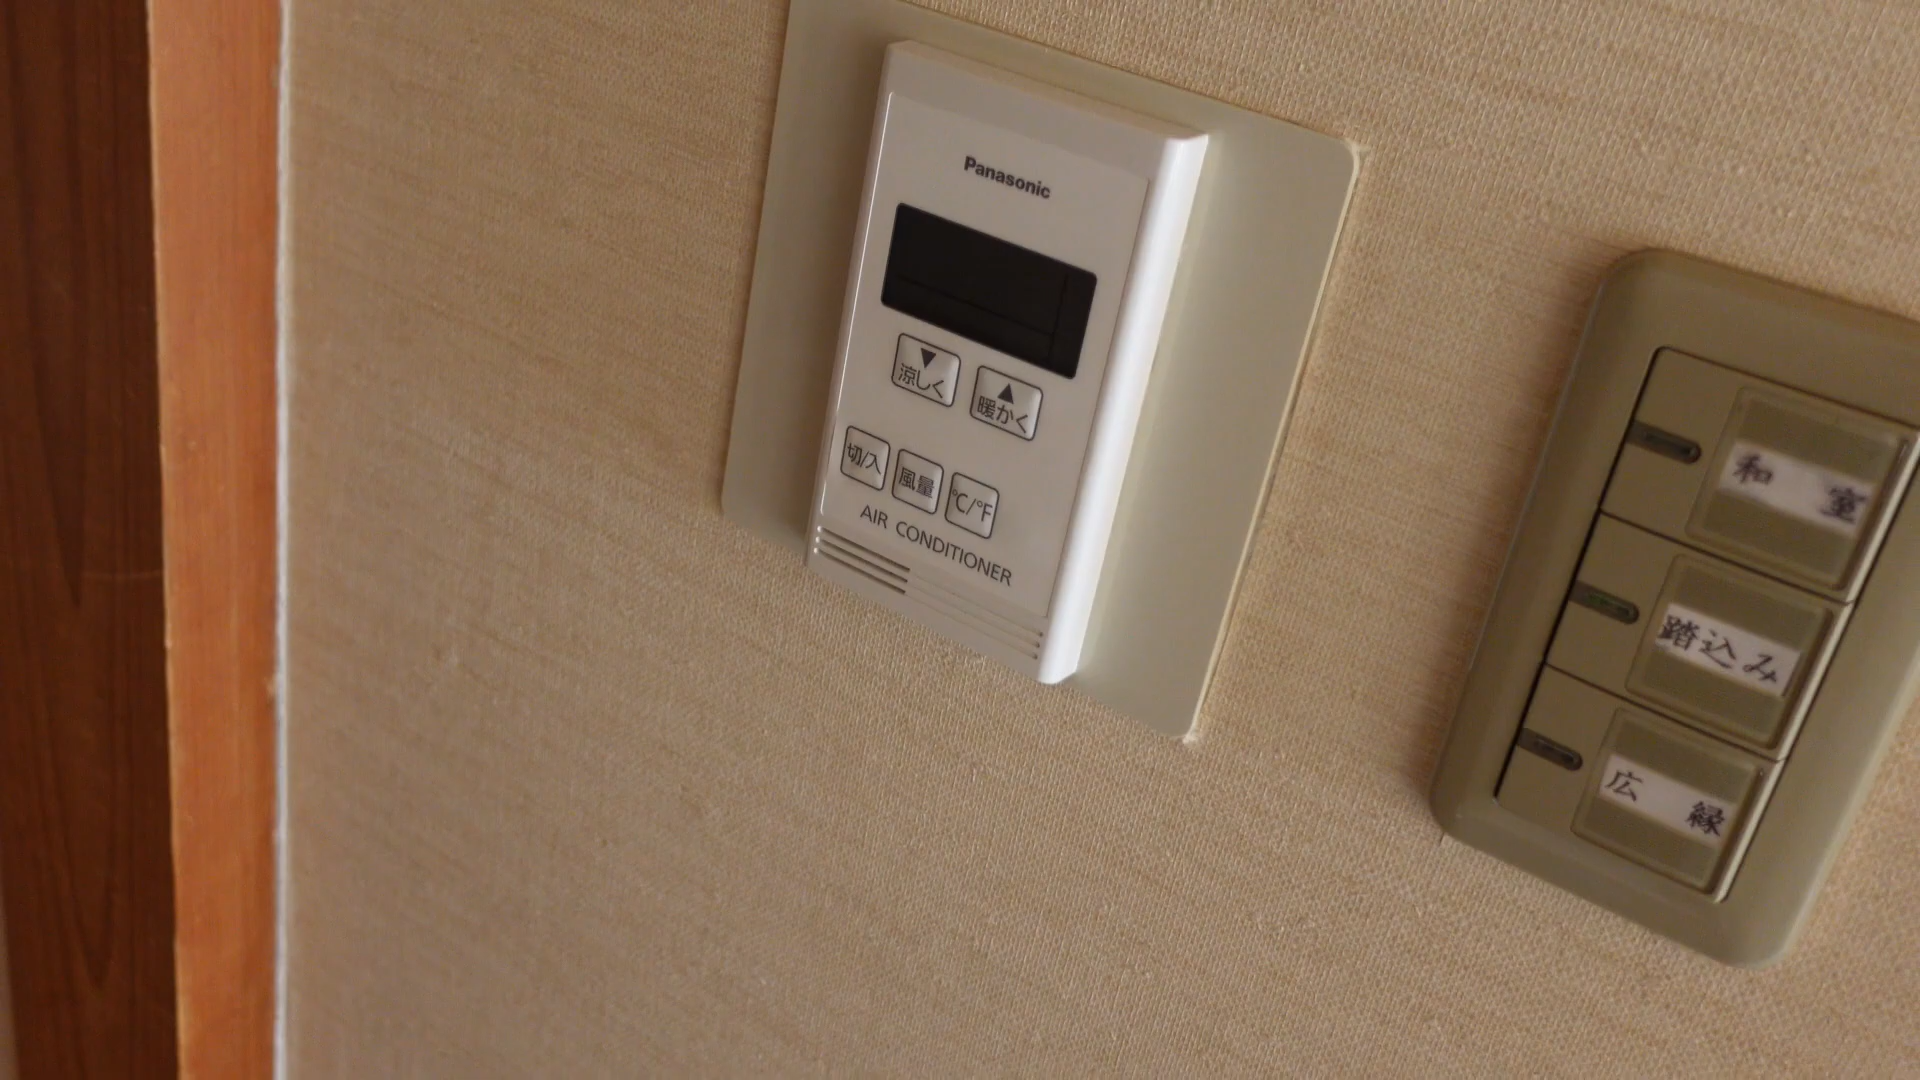 Panasonic
▼ ▲
涼しく 暖かく
切/入 風量 °C/°F
AIR CONDITIONER
和室
踏込み
広縁